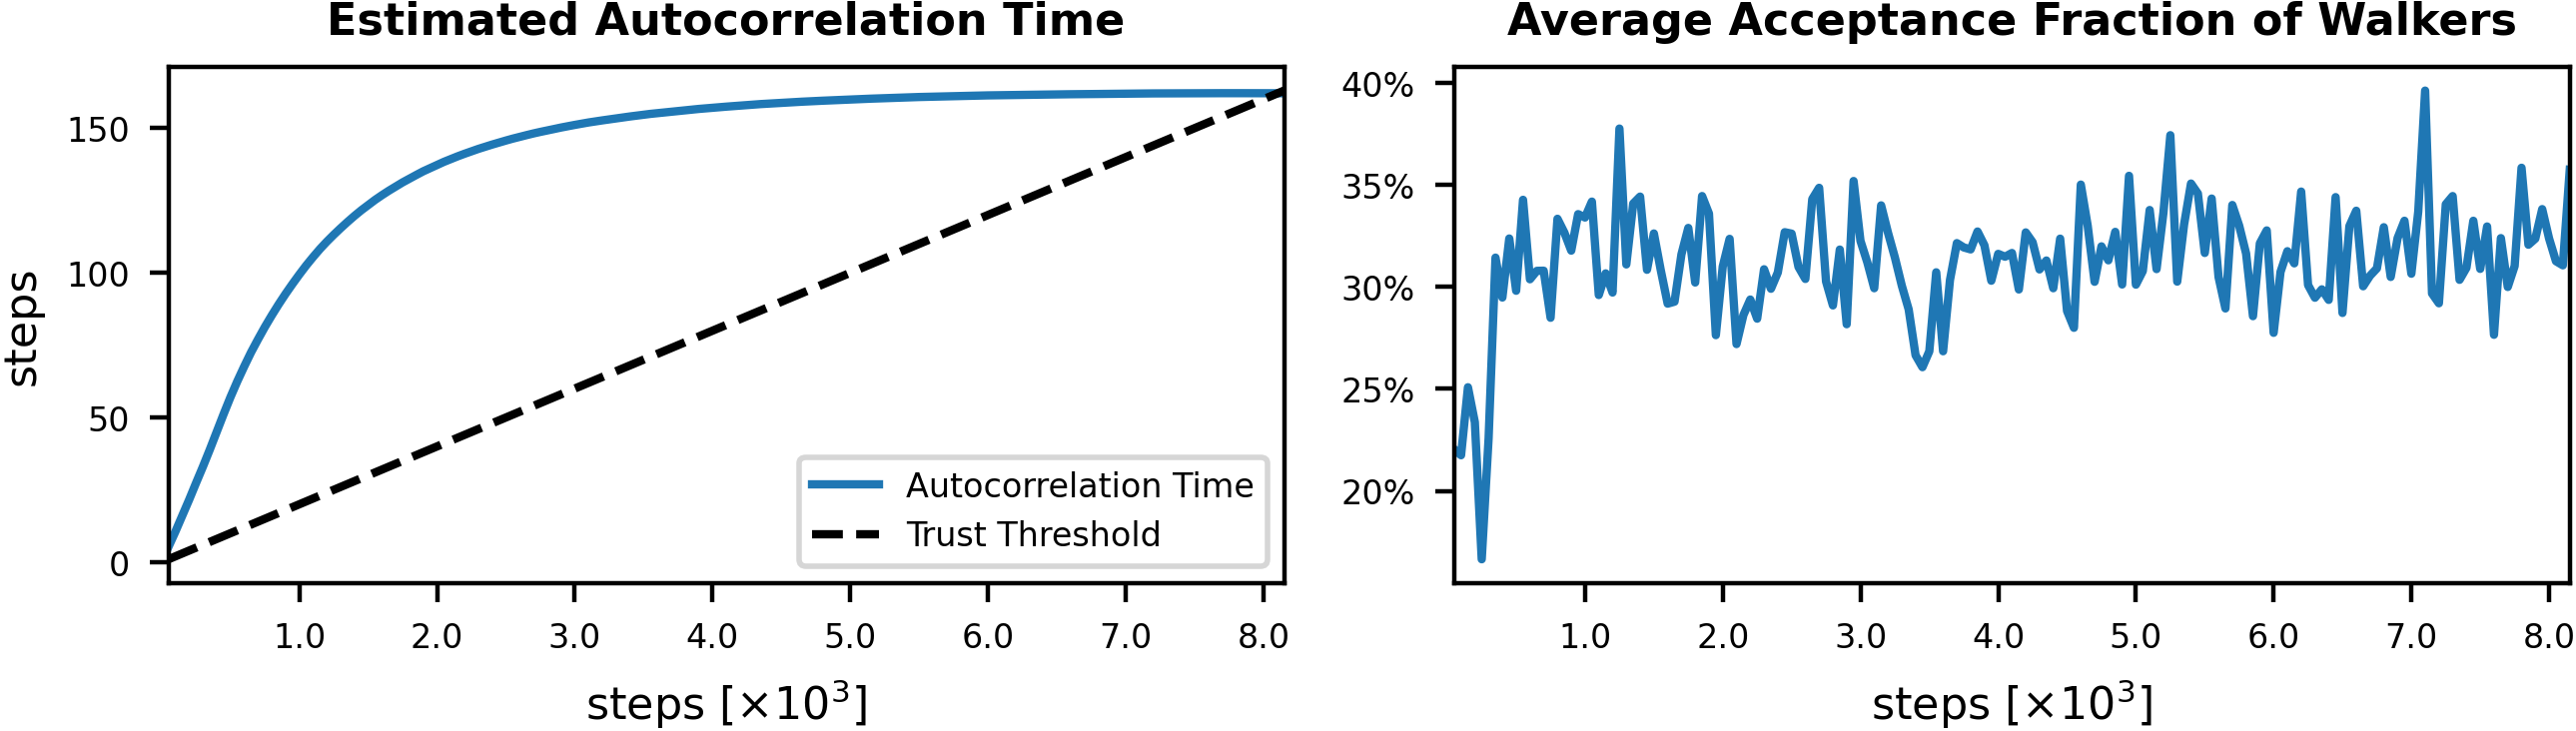 Estimated Autocorrelation Time
steps
150
100
50
0
Autocorrelation Time
Trust Threshold
1.0 2.0 3.0 4.0 5.0 6.0 7.0 8.0
steps [×10³]
Average Acceptance Fraction of Walkers
40%
35%
30%
25%
20%
1.0 2.0 3.0 4.0 5.0 6.0 7.0 8.0
steps [×10³]